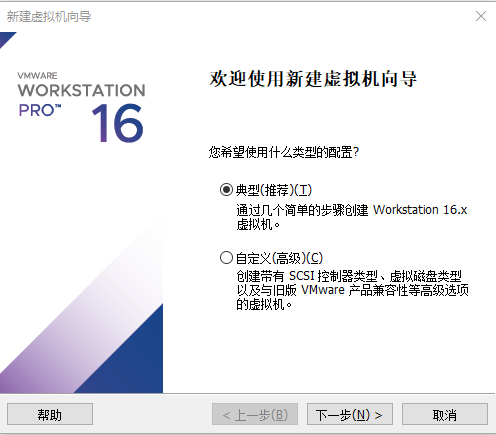 新建虚拟机向导
VMWARE
WORKSTATION
PRO™ 16
欢迎使用新建虚拟机向导
您希望使用什么类型的配置?
典型(推荐)(T)
通过几个简单的步骤创建 Workstation 16.x
虚拟机。
自定义(高级)(C)
创建带有 SCSI 控制器类型、虚拟磁盘类型
以及与旧版 VMware 产品兼容性等高级选项
的虚拟机。
帮助 < 上一步(B) 下一步(N) > 取消